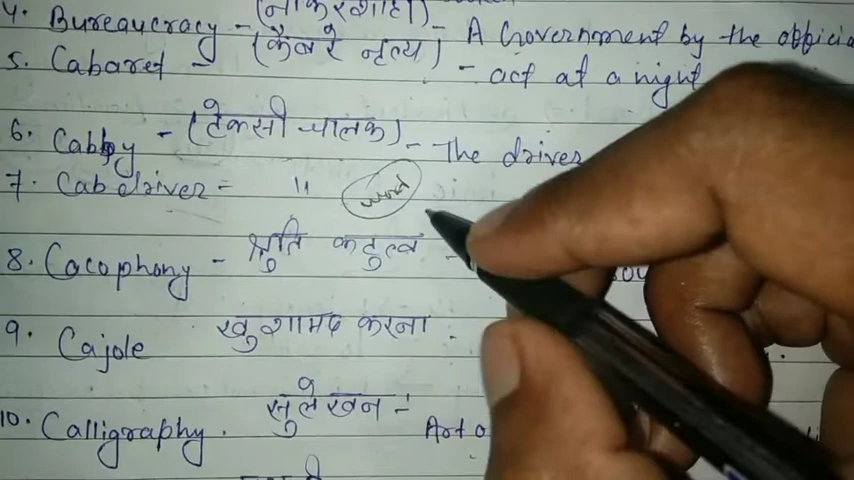 4. Bureaucracy - (नौकरशाही) - A Government by the officia
5. Cabaret - (कैबरे नृत्य) - act at a night
6. Cabby - (टेकसी चालक) - The driver
7. Cab driver = " word
8. Cacophony - श्रुति कटुत्व -
9. Cajole खुशामद करना -
10. Calligraphy. सुलेखन - Art o